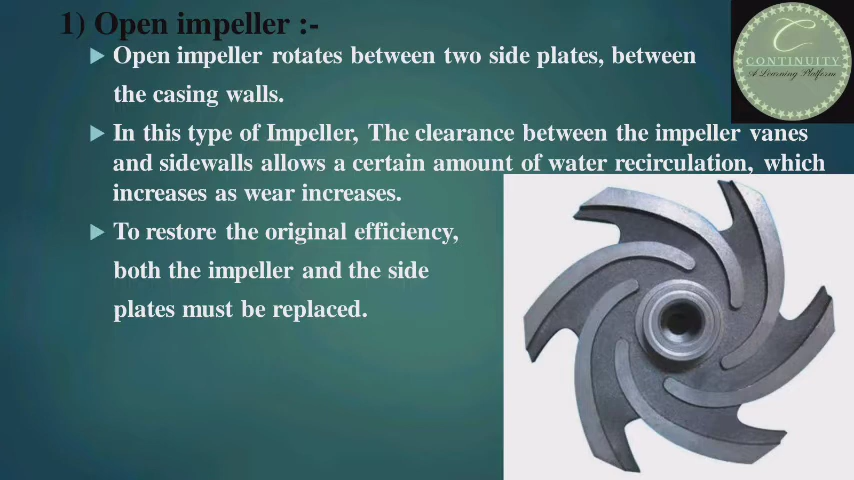 1) Open impeller :-
Open impeller rotates between two side plates, between
the casing walls.
In this type of Impeller, The clearance between the impeller vanes
and sidewalls allows a certain amount of water recirculation, which
increases as wear increases.
To restore the original efficiency,
both the impeller and the side
plates must be replaced.
C
CONTINUITY
A Learning Platform